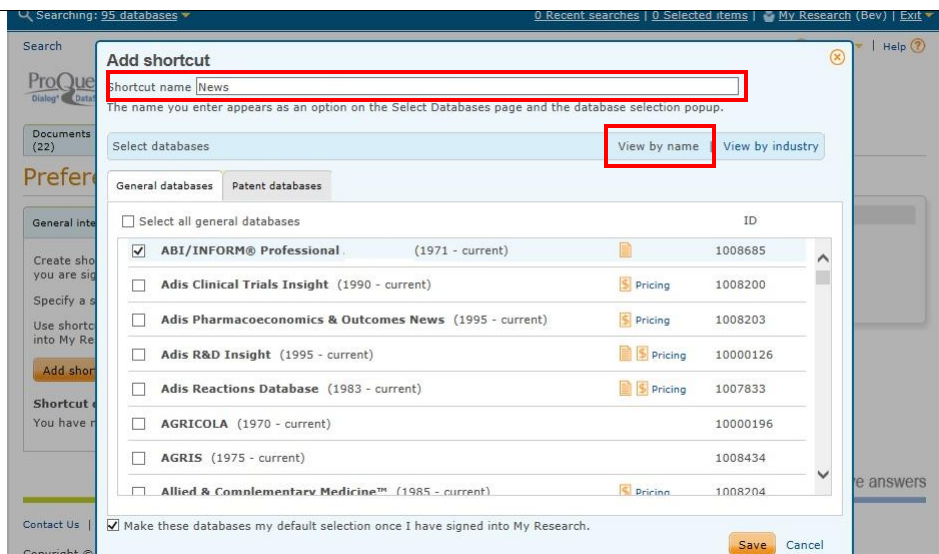 Searching: 95 databases
0 Recent searches | 0 Selected items | My Research (Bev) | Exit
Search
| Help ?
Add shortcut
ProQue
Dialog® Data
Shortcut name News
The name you enter appears as an option on the Select Databases page and the database selection popup.
Documents
(22)
Select databases
View by name | View by industry
Prefere
General databases
Patent databases
General inte
Select all general databases
ID
ABI/INFORM® Professional (1971 - current) 1008685
Create sho
you are sig
Adis Clinical Trials Insight (1990 - current) $ Pricing 1008200
Specify a s
Adis Pharmacoeconomics & Outcomes News (1995 - current) $ Pricing 1008203
Use shortc
into My Re
Adis R&D Insight (1995 - current) $ Pricing 10000126
Add shor
Adis Reactions Database (1983 - current) $ Pricing 1007833
Shortcut
You have n
AGRICOLA (1970 - current) 10000196
AGRIS (1975 - current) 1008434
Allied & Complementary Medicine™ (1985 - current) $ Pricing 1008204
e answers
Contact Us |
Make these databases my default selection once I have signed into My Research.
Save
Cancel
Copyright ©